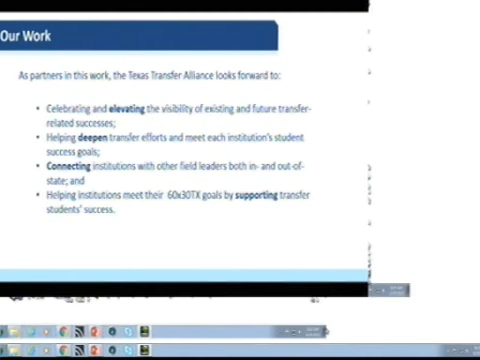 Our Work
As partners in this work, the Texas Transfer Alliance looks forward to:
• Celebrating and elevating the visibility of existing and future transfer-
related successes;
• Helping deepen transfer efforts and meet each institution's student
success goals;
• Connecting institutions with other field leaders both in- and out-of-
state; and
• Helping institutions meet their 60x30TX goals by supporting transfer
students' success.